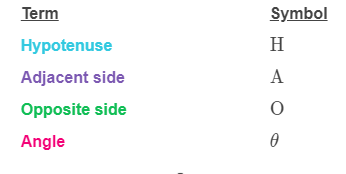 Term Symbol
Hypotenuse H
Adjacent side A
Opposite side O
Angle θ